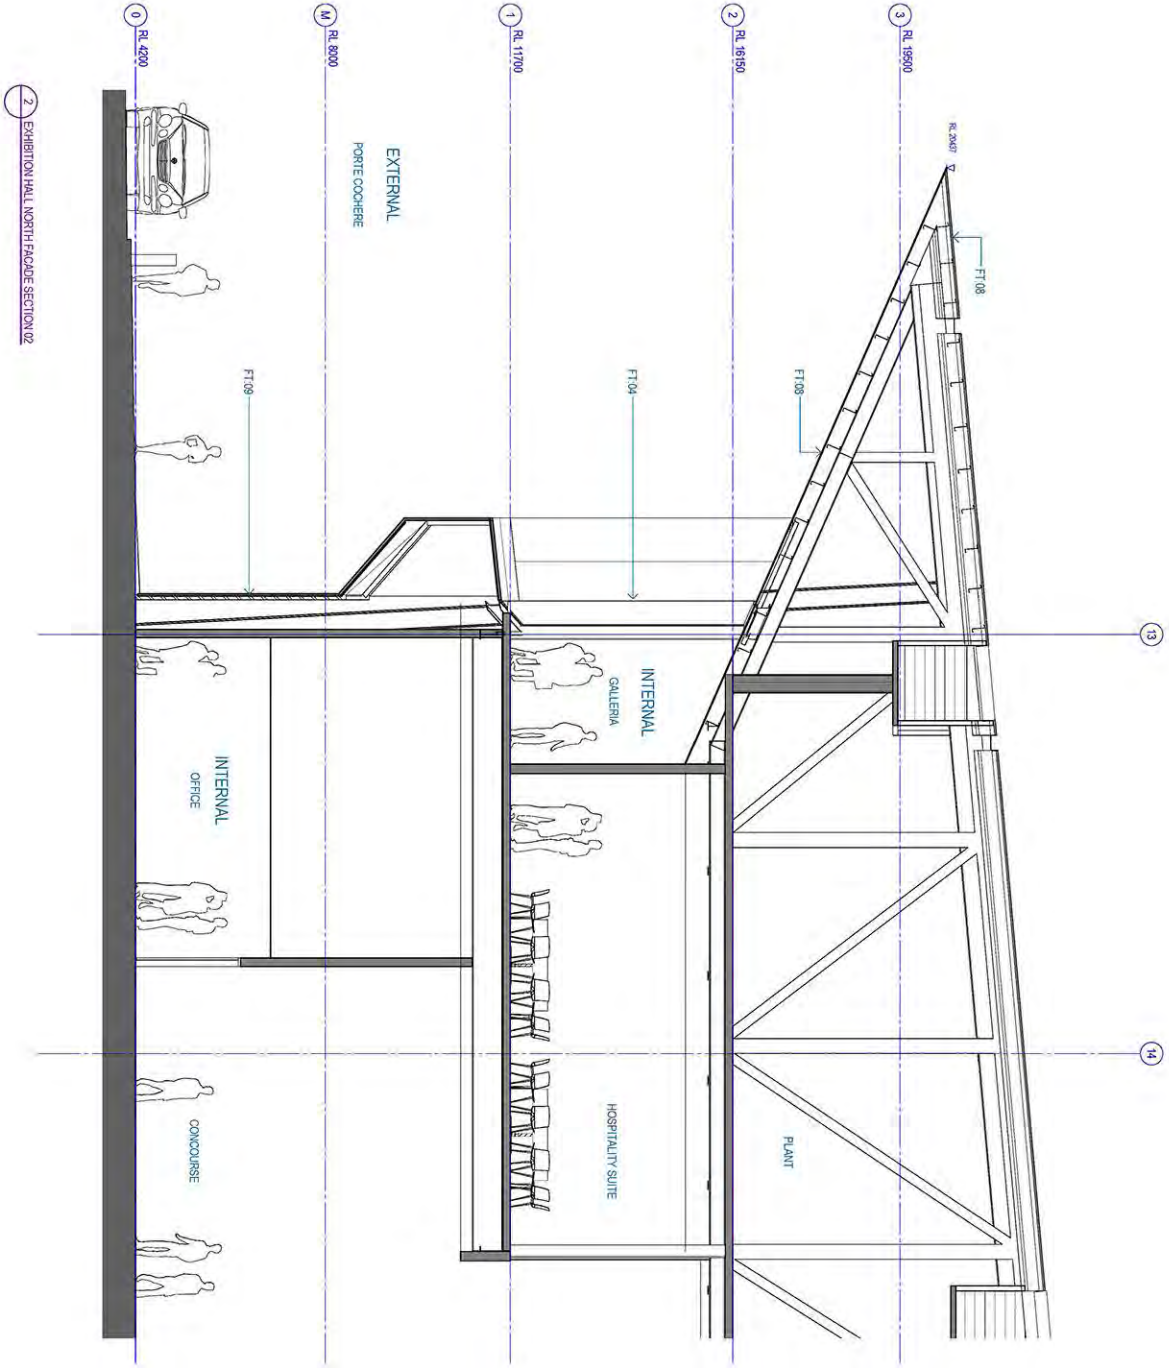 13
14
FT:08
RL 20437
3
RL 19500
FT:08
PLANT
2
RL 16150
INTERNAL
GALLERIA
FT:04
HOSPITALITY SUITE
1
RL 11700
EXTERNAL
PORTE COCHERE
M
RL 8000
FT:09
INTERNAL
OFFICE
CONCOURSE
0
RL 4200
2
EXHIBITION HALL NORTH FACADE SECTION 02